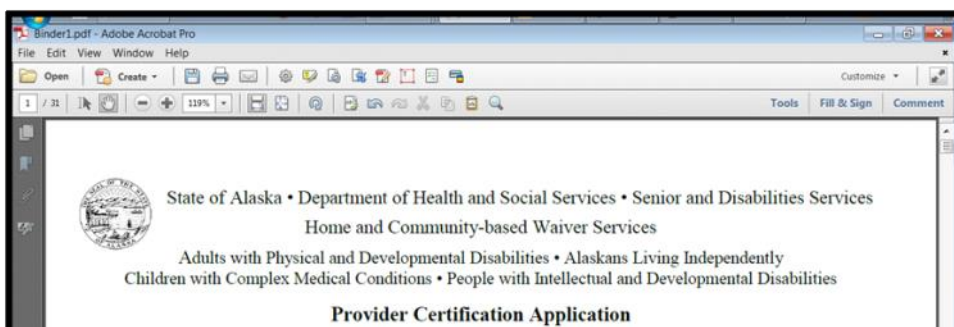 Binder1.pdf - Adobe Acrobat Pro
File Edit View Window Help
Open Create Customize
1 / 31 119% Tools Fill & Sign Comment
State of Alaska • Department of Health and Social Services • Senior and Disabilities Services
Home and Community-based Waiver Services
Adults with Physical and Developmental Disabilities • Alaskans Living Independently
Children with Complex Medical Conditions • People with Intellectual and Developmental Disabilities
Provider Certification Application